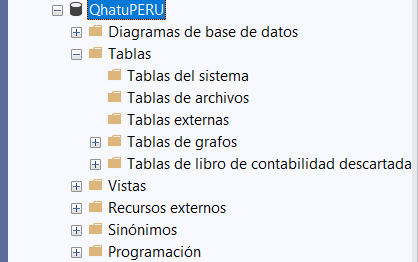 QhatuPERU
Diagramas de base de datos
Tablas
Tablas del sistema
Tablas de archivos
Tablas externas
Tablas de grafos
Tablas de libro de contabilidad descartada
Vistas
Recursos externos
Sinónimos
Programación